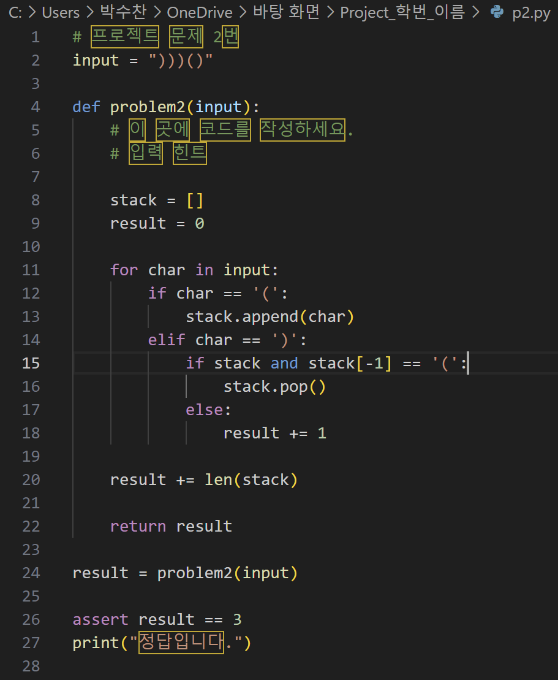 C: > Users > 박수찬 > OneDrive > 바탕 화면 > Project_학번_이름 > p2.py
1 # 프로젝트 문제 2번
2 input = ")))()"
3
4 def problem2(input):
5     # 이 곳에 코드를 작성하세요.
6     # 입력 힌트
7
8     stack = []
9     result = 0
10
11     for char in input:
12         if char == '(':
13             stack.append(char)
14         elif char == ')':
15             if stack and stack[-1] == '(':
16                 stack.pop()
17             else:
18                 result += 1
19
20     result += len(stack)
21
22     return result
23
24 result = problem2(input)
25
26 assert result == 3
27 print("정답입니다.")
28